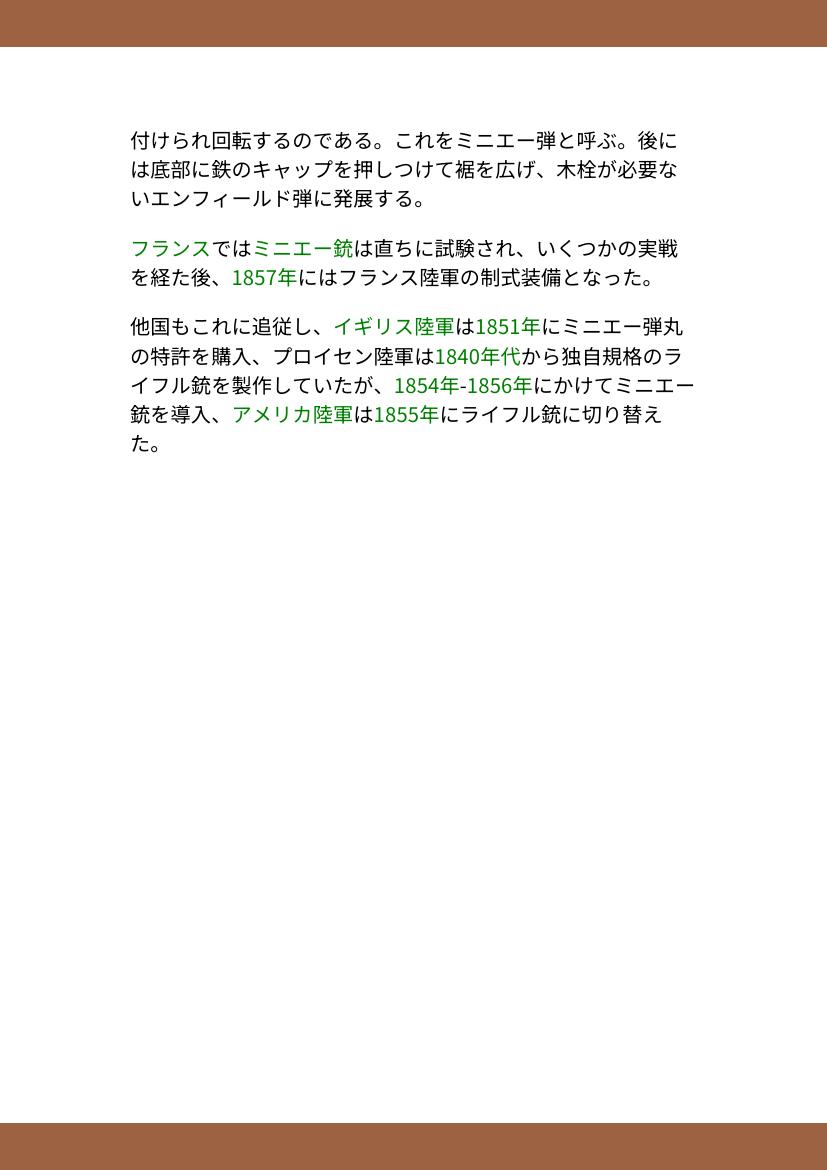 付けられ回転するのである。これをミニエー弾と呼ぶ。後に
は底部に鉄のキャップを押しつけて裾を広げ、木栓が必要な
いエンフィールド弾に発展する。
フランスではミニエー銃は直ちに試験され、いくつかの実戦
を経た後、1857年にはフランス陸軍の制式装備となった。
他国もこれに追従し、イギリス陸軍は1851年にミニエー弾丸
の特許を購入、プロイセン陸軍は1840年代から独自規格のラ
イフル銃を製作していたが、1854年-1856年にかけてミニエー
銃を導入、アメリカ陸軍は1855年にライフル銃に切り替え
た。